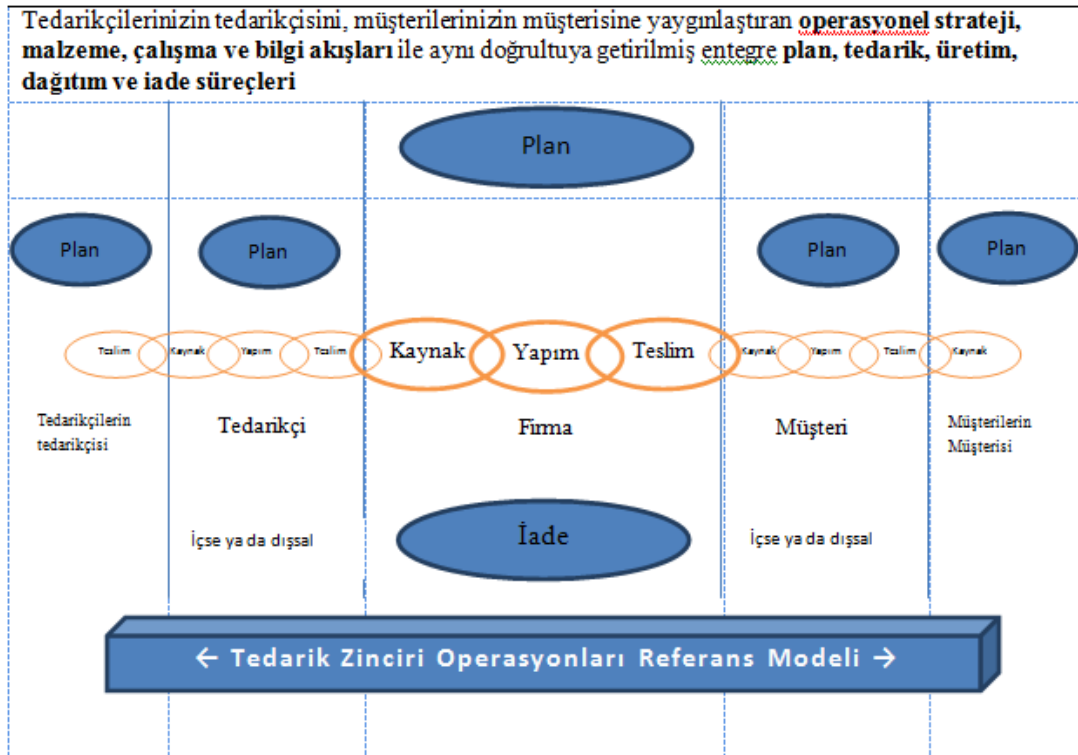 Tedarikçilerinizin tedarikçisini, müşterilerinizin müşterisine yaygınlaştıran operasyonel strateji,
malzeme, çalışma ve bilgi akışları ile aynı doğrultuya getirilmiş entegre plan, tedarik, üretim,
dağıtım ve iade süreçleri
Plan
Plan
Plan
Plan
Plan
Teslim
Kaynak
Yapım
Teslim
Kaynak
Yapım
Teslim
Kaynak
Yapım
Teslim
Kaynak
Tedarikçilerin
tedarikçisi
Tedarikçi
Firma
Müşteri
Müşterilerin
Müşterisi
İçse ya da dışsal
İade
İçse ya da dışsal
← Tedarik Zinciri Operasyonları Referans Modeli →